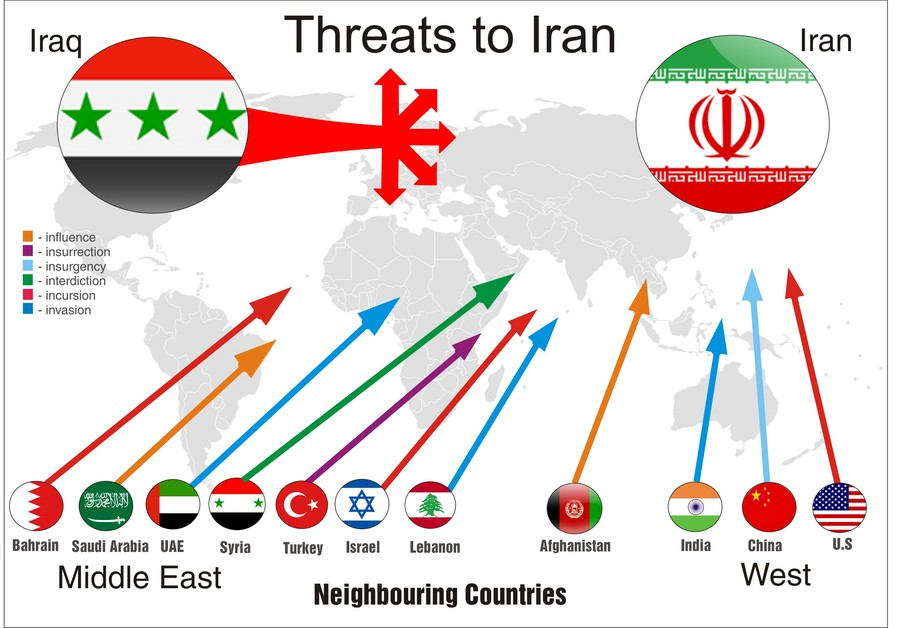 Threats to Iran
Iraq
Iran
- influence
- insurrection
- insurgency
- interdiction
- incursion
- invasion
Bahrain
Saudi Arabia
UAE
Syria
Turkey
Israel
Lebanon
Afghanistan
India
China
U.S
Middle East
West
Neighbouring Countries